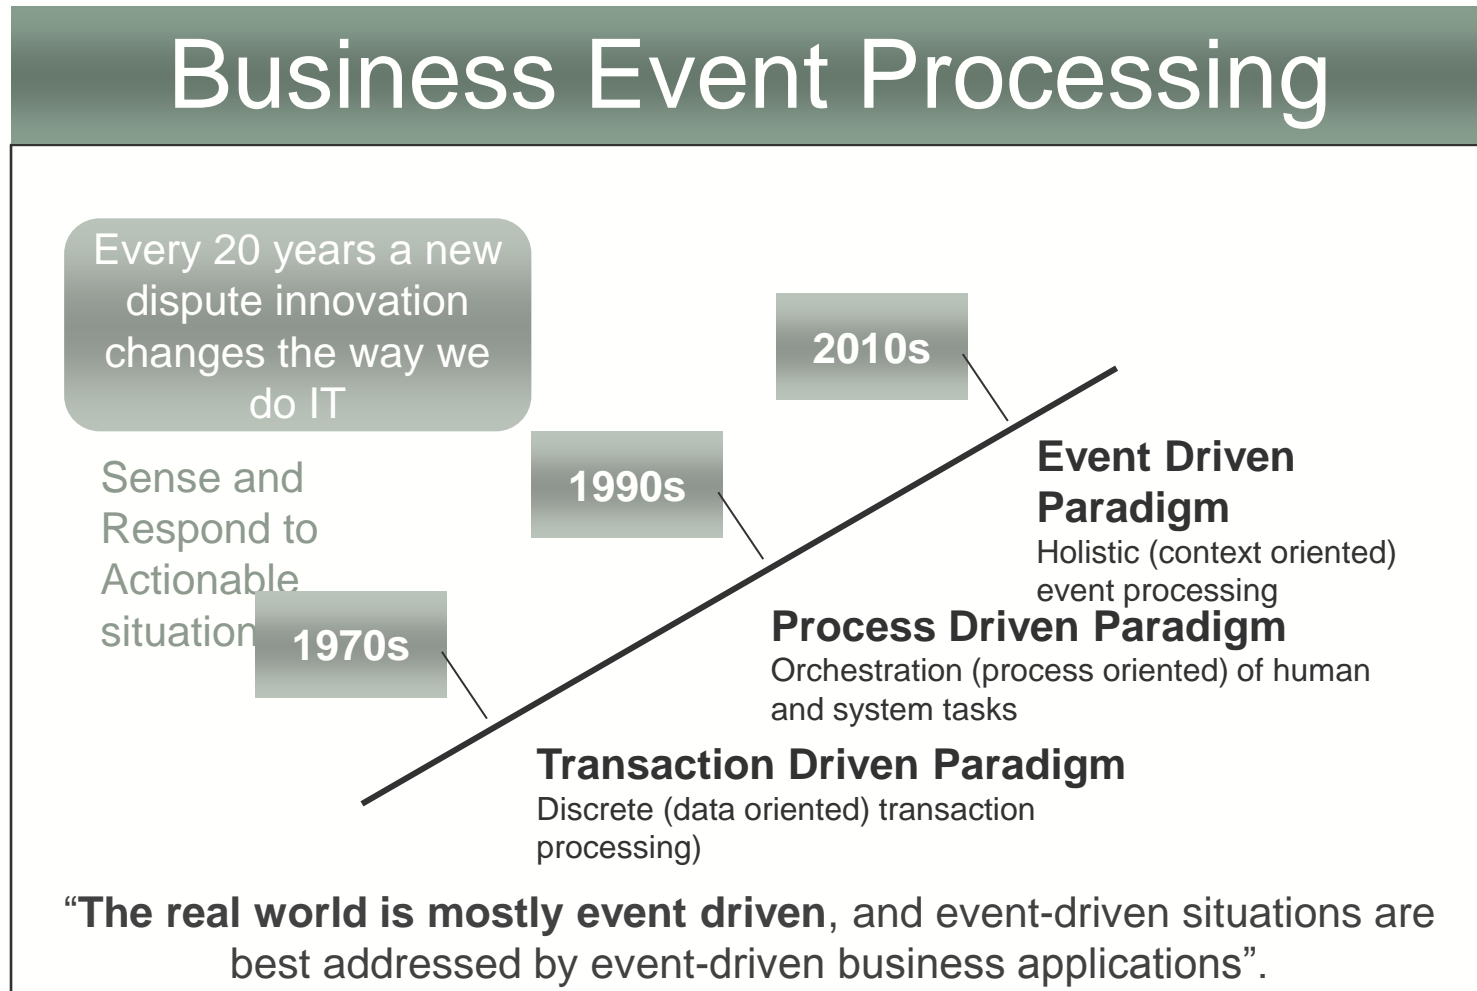 Business Event Processing
Every 20 years a new
dispute innovation
changes the way we
do IT
Sense and
Respond to
Actionable
situation
1970s
1990s
2010s
Event Driven
Paradigm
Holistic (context oriented)
event processing
Process Driven Paradigm
Orchestration (process oriented) of human
and system tasks
Transaction Driven Paradigm
Discrete (data oriented) transaction
processing)
“The real world is mostly event driven, and event-driven situations are
best addressed by event-driven business applications”.